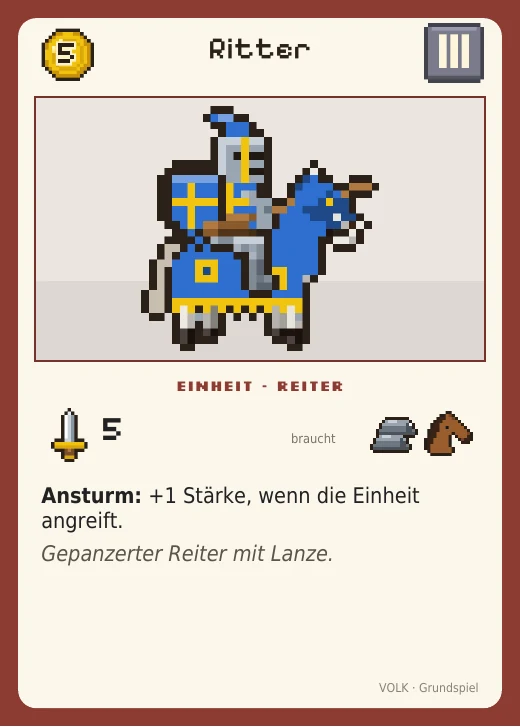 5
Ritter
III
EINHEIT - REITER
5
braucht
Ansturm: +1 Stärke, wenn die Einheit
angreift.
Gepanzerter Reiter mit Lanze.
VOLK · Grundspiel